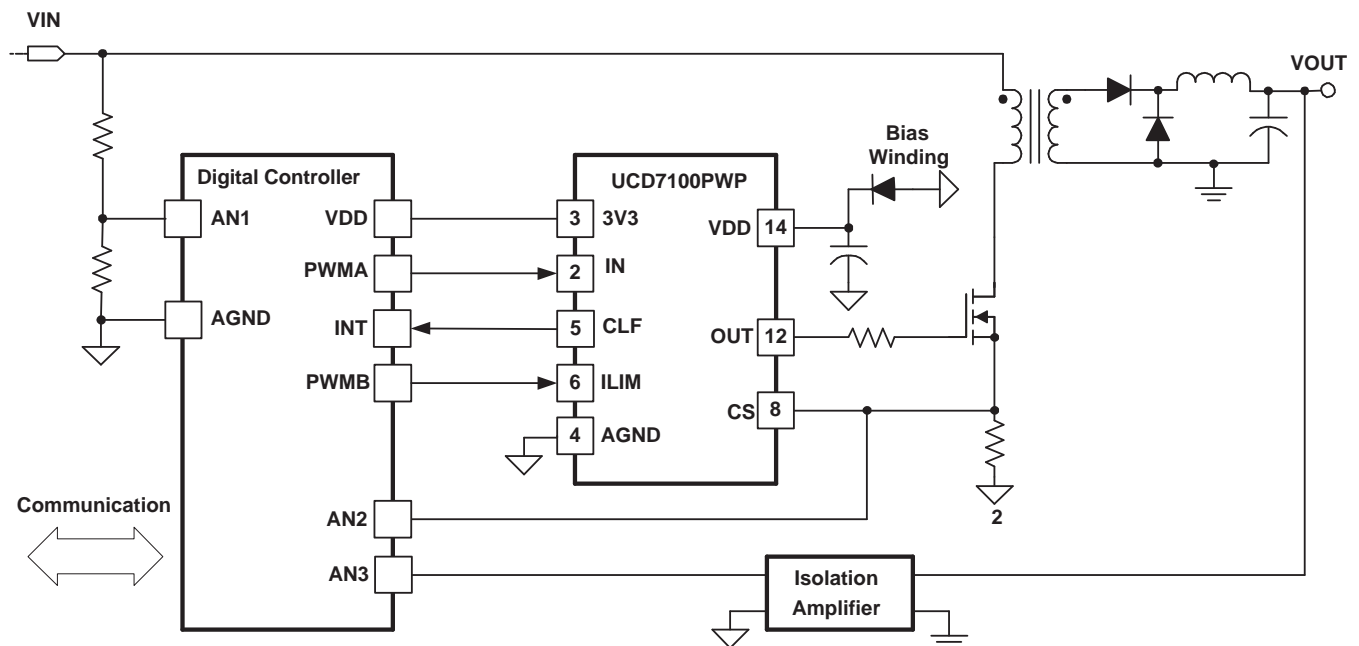 VIN
VOUT
Bias
Winding
Digital Controller
UCD7100PWP
AN1
VDD
3
3V3
VDD
14
PWMA
2
IN
AGND
INT
5
CLF
OUT
12
PWMB
6
ILIM
CS
8
4
AGND
Communication
AN2
2
AN3
Isolation
Amplifier